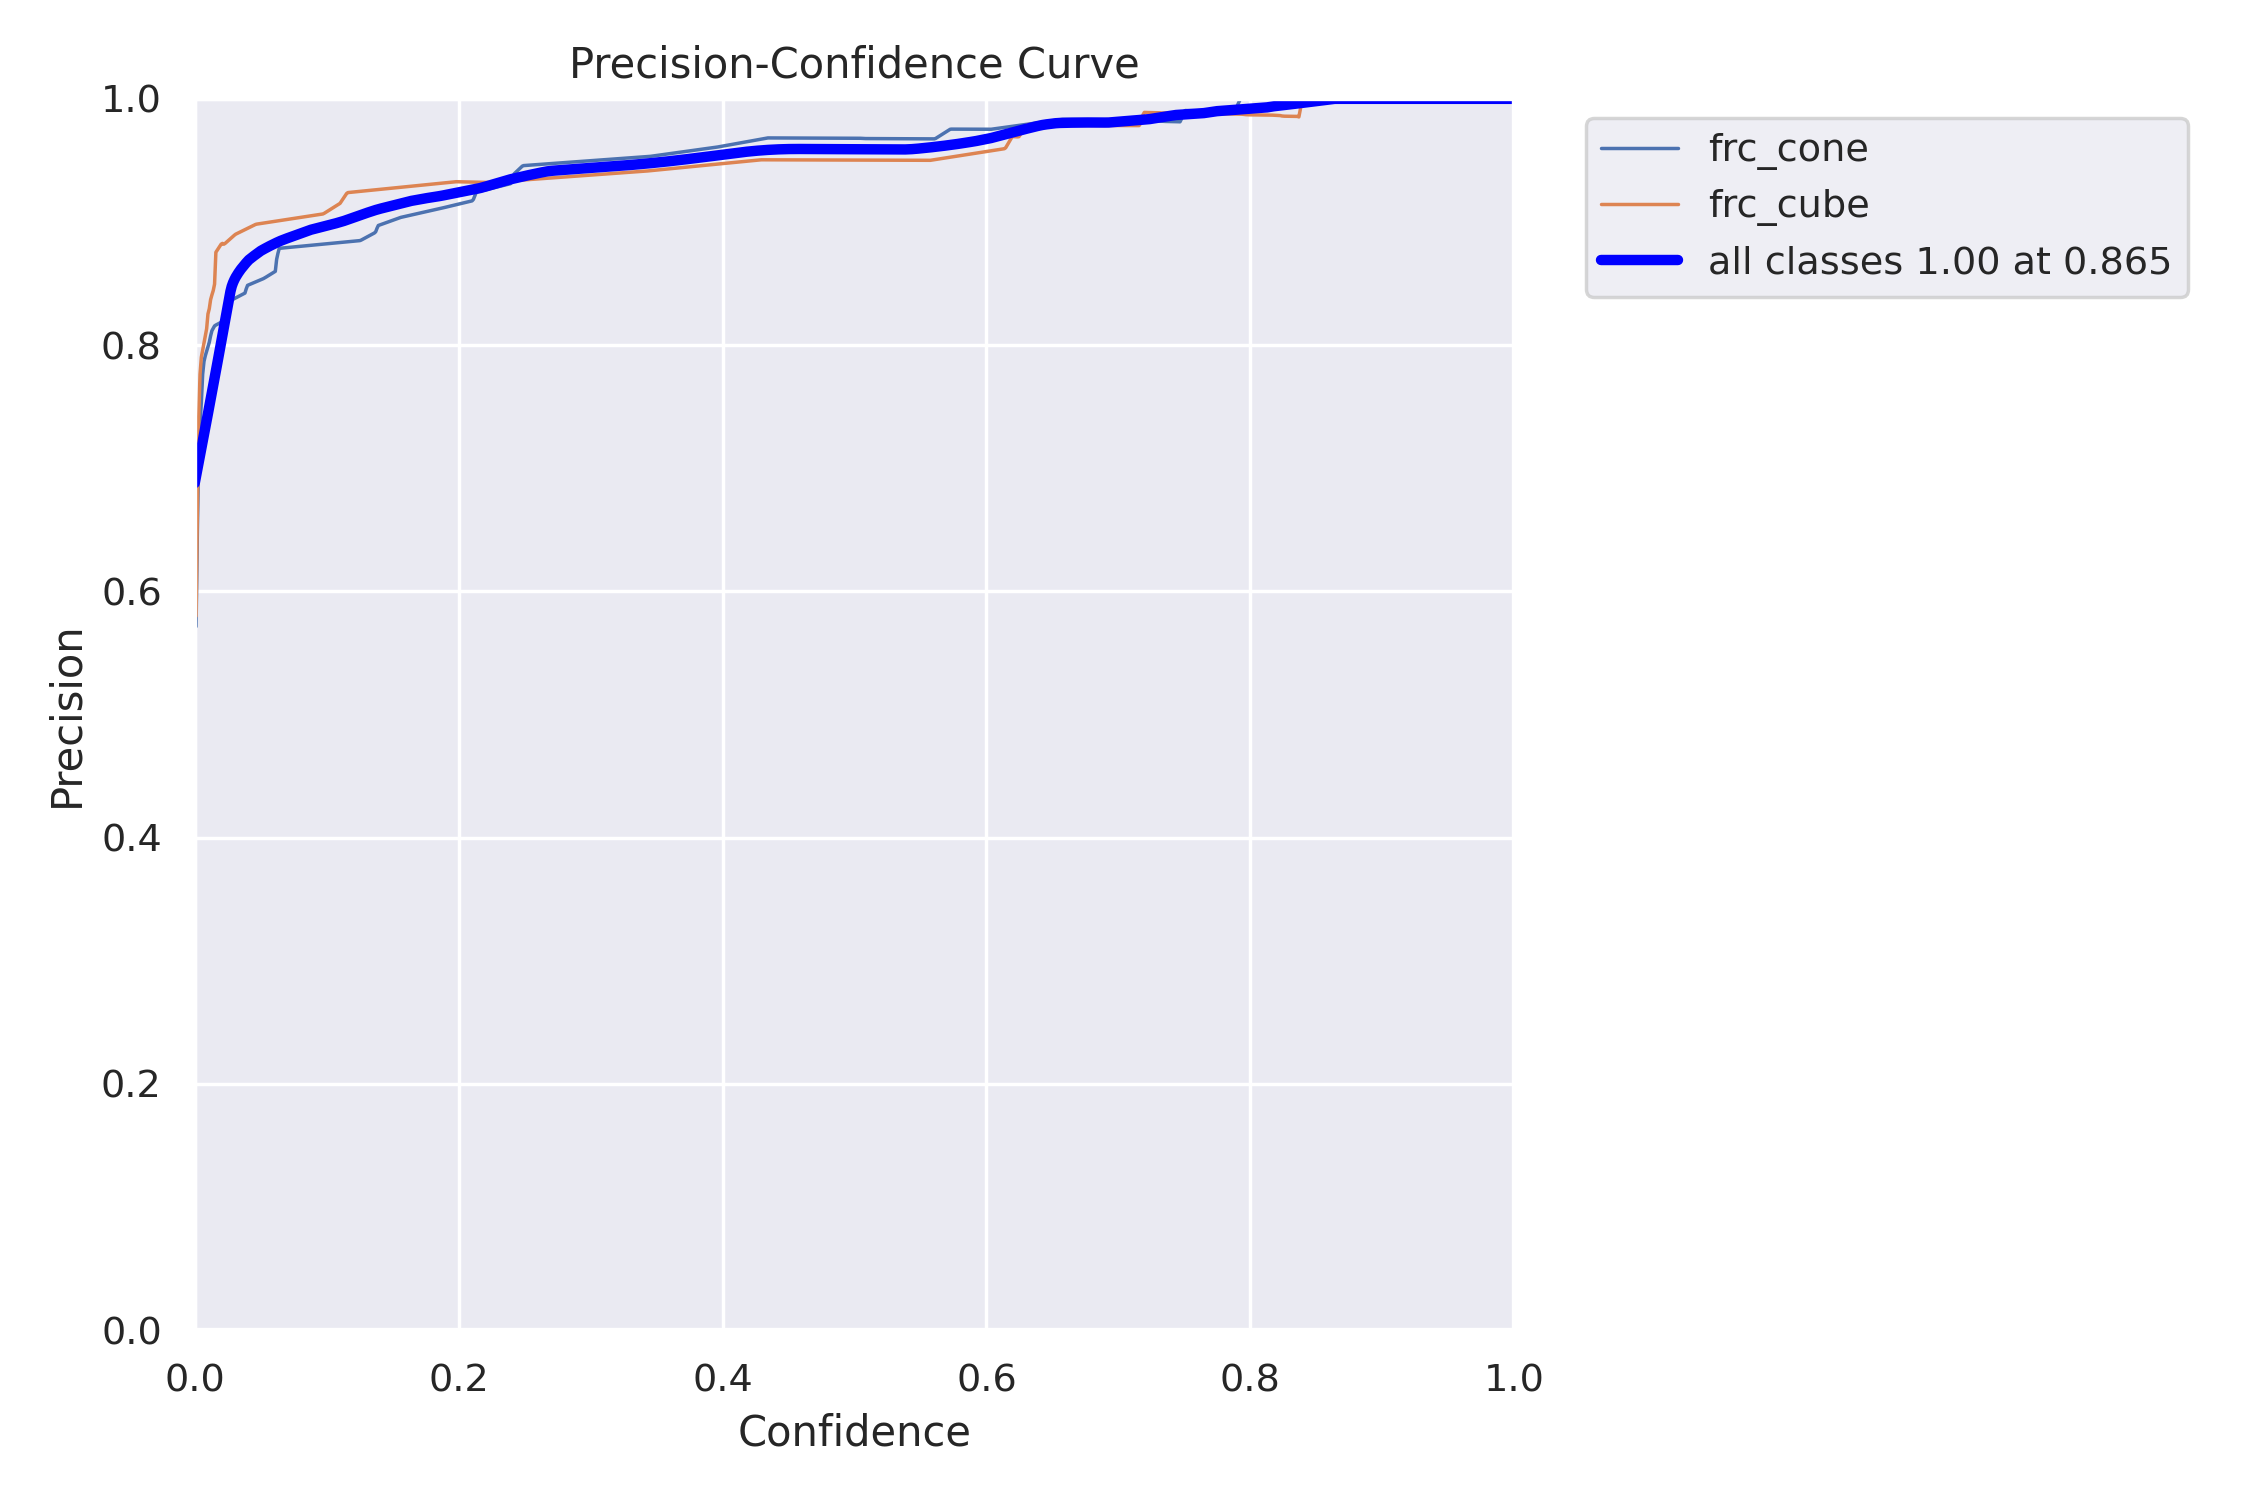 Precision-Confidence Curve
1.0
0.8
0.6
0.4
0.2
0.0
Precision
0.0 0.2 0.4 0.6 0.8 1.0
Confidence
frc_cone
frc_cube
all classes 1.00 at 0.865